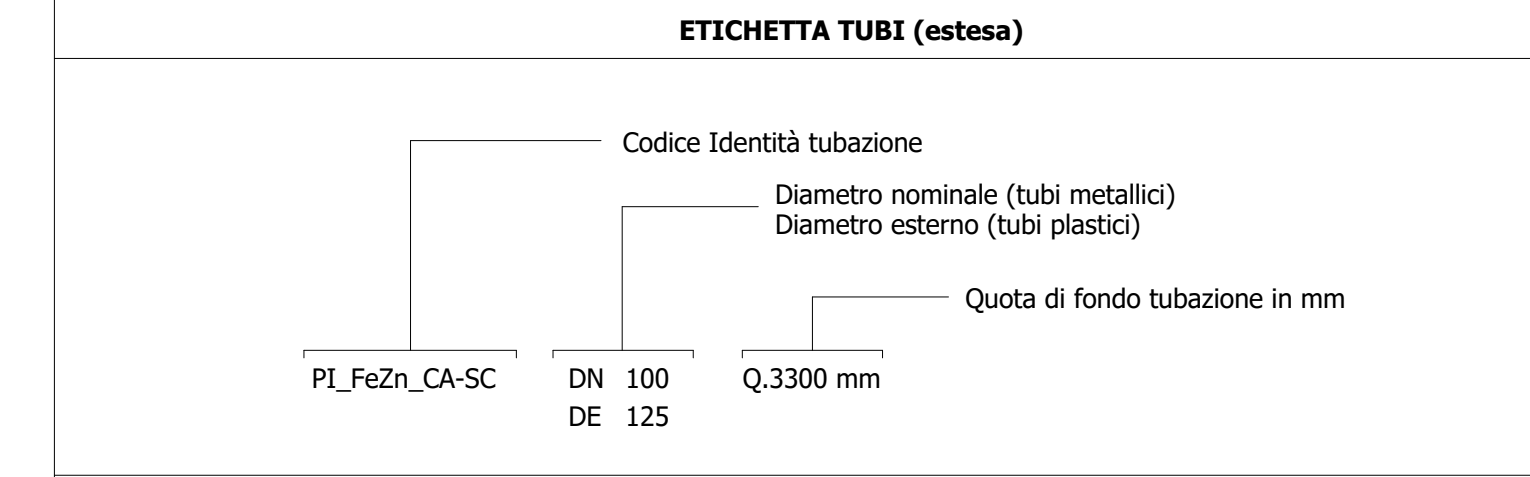 ETICHETTA TUBI (estesa)
Codice Identità tubazione
Diametro nominale (tubi metallici)
Diametro esterno (tubi plastici)
Quota di fondo tubazione in mm
PI_FeZn_CA-SC DN 100 Q.3300 mm
DE 125